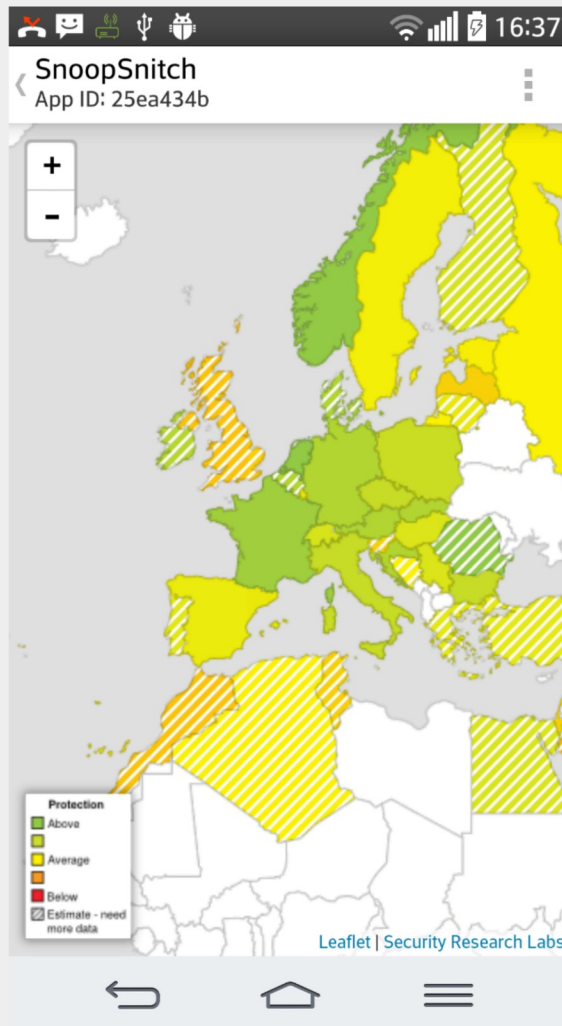 16:37
SnoopSnitch
App ID: 25ea434b
+
-
Protection
Above
Average
Below
Estimate - need
more data
Leaflet | Security Research Labs